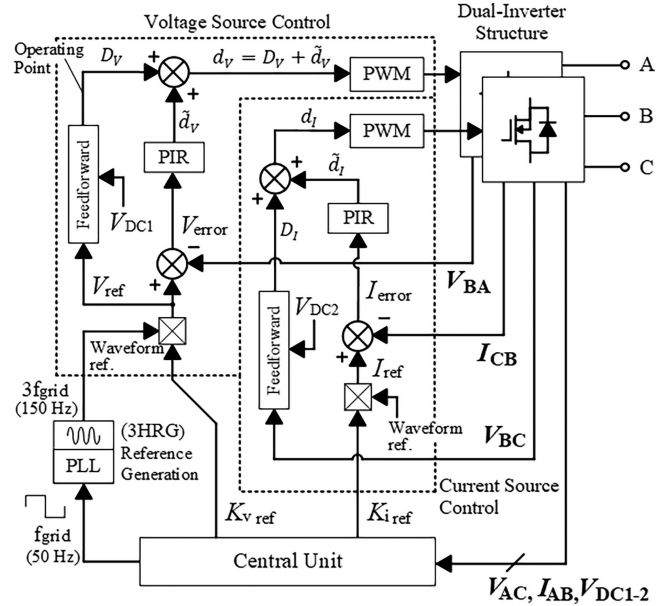 Voltage Source Control
Dual-Inverter
Structure
Operating
Point
D_V
d_V = D_V + d̃_V
PWM
A
B
C
d̃_V
d_I
PWM
Feedforward
PIR
V_DC1
d̃_I
PIR
V_error
D_I
V_BA
V_ref
V_DC2
I_error
Feedforward
I_CB
Waveform
ref.
I_ref
3fgrid
(150 Hz)
Waveform
ref.
V_BC
(3HRG)
Reference
Generation
PLL
Current Source
Control
fgrid
(50 Hz)
K_v ref
K_i ref
Central Unit
V_AC, I_AB, V_DC1-2